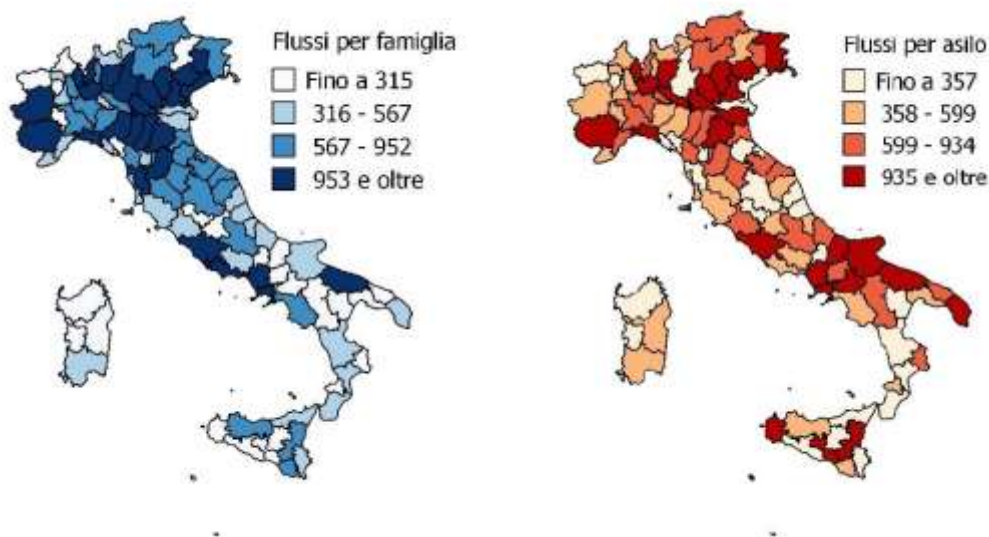 Flussi per famiglia
Fino a 315
316 - 567
567 - 952
953 e oltre
Flussi per asilo
Fino a 357
358 - 599
599 - 934
935 e oltre